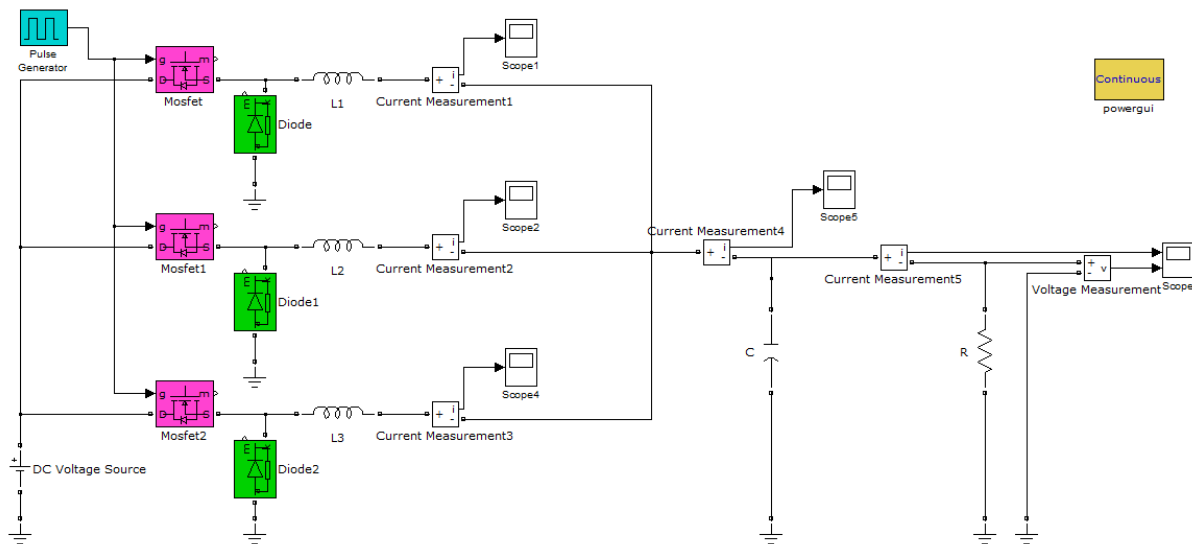 Pulse
Generator
g m
D S
Mosfet
E
Diode
L1
+ i -
Current Measurement1
Scope1
Continuous
powergui
g m
D S
Mosfet1
E
Diode1
L2
+ i -
Current Measurement2
Scope2
Current Measurement4
+ i -
Scope5
+ i -
Current Measurement5
+ - v
Voltage Measurement
Scope
g m
D S
Mosfet2
E
Diode2
L3
+ i -
Current Measurement3
Scope4
C
R
+
DC Voltage Source